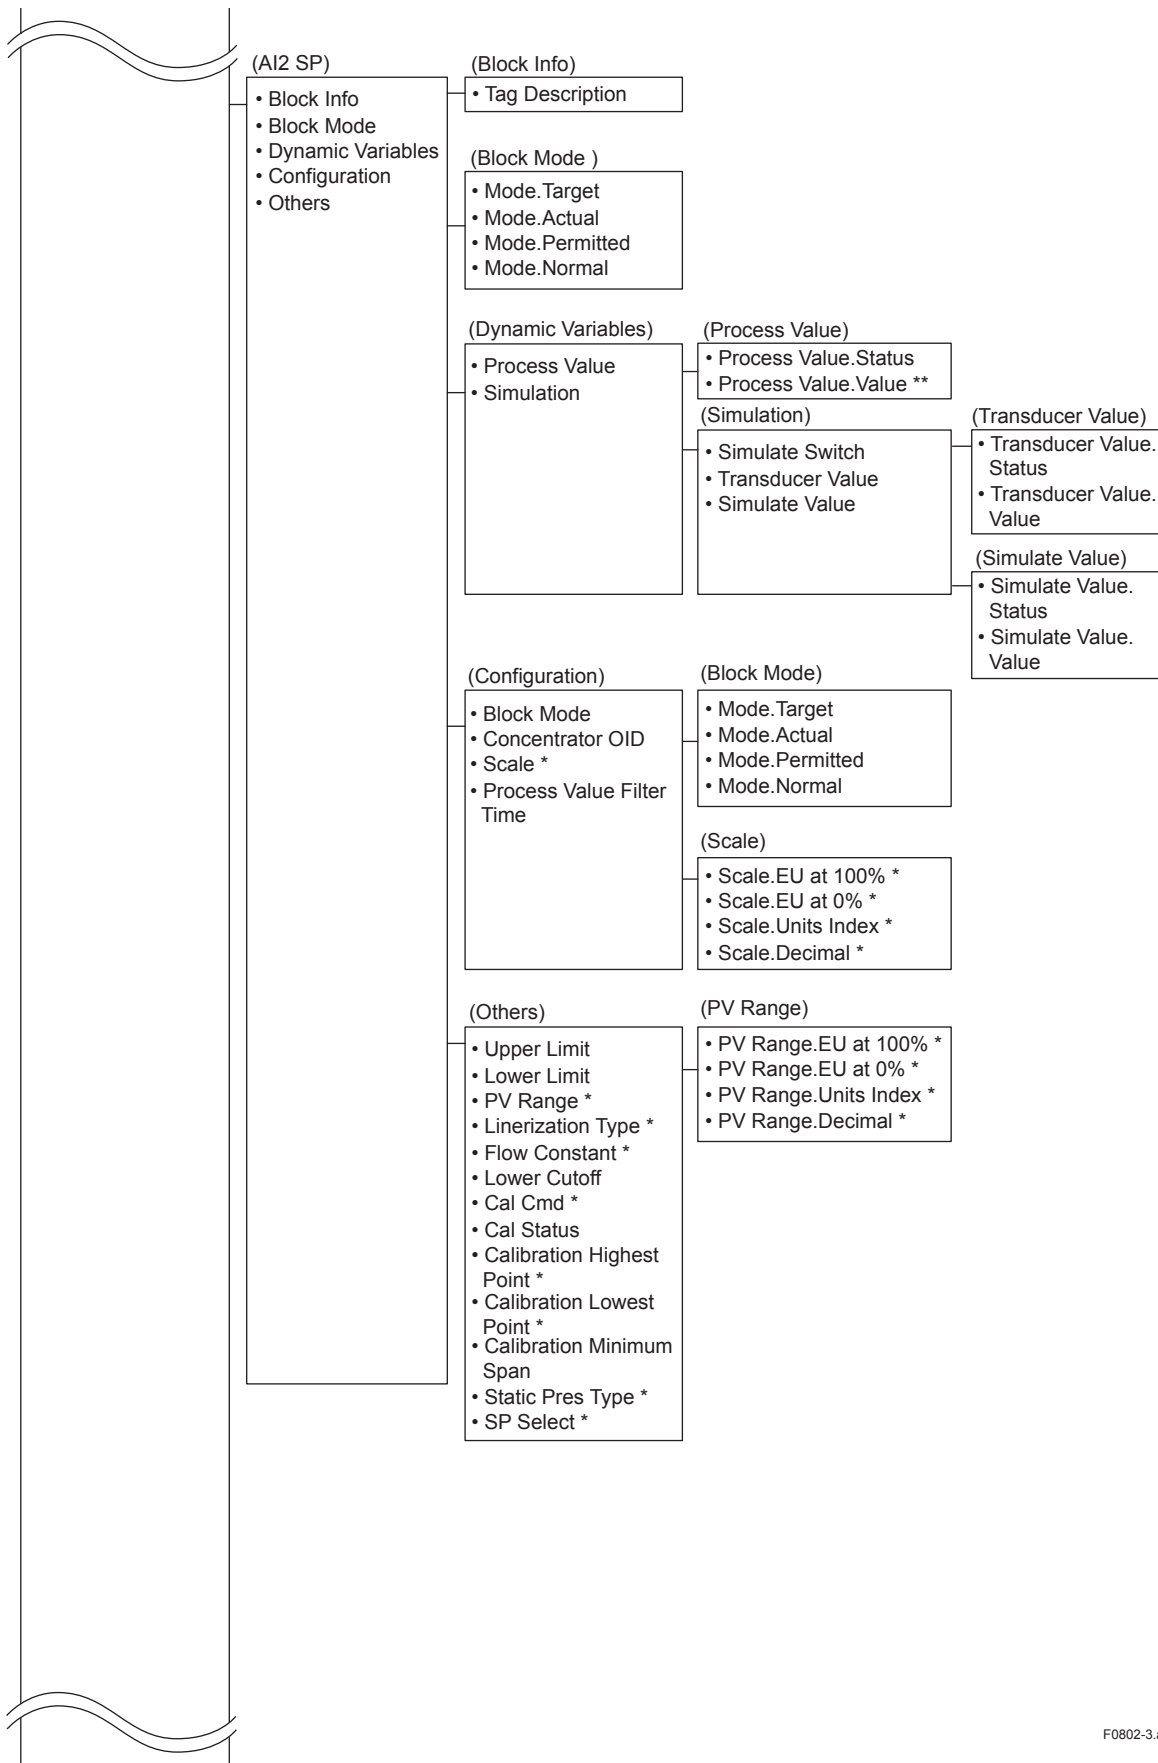 (AI2 SP)
• Block Info
• Block Mode
• Dynamic Variables
• Configuration
• Others
(Block Info)
• Tag Description
(Block Mode )
• Mode.Target
• Mode.Actual
• Mode.Permitted
• Mode.Normal
(Dynamic Variables)
• Process Value
• Simulation
(Process Value)
• Process Value.Status
• Process Value.Value **
(Simulation)
• Simulate Switch
• Transducer Value
• Simulate Value
(Transducer Value)
• Transducer Value.
Status
• Transducer Value.
Value
(Simulate Value)
• Simulate Value.
Status
• Simulate Value.
Value
(Configuration)
• Block Mode
• Concentrator OID
• Scale *
• Process Value Filter
Time
(Block Mode)
• Mode.Target
• Mode.Actual
• Mode.Permitted
• Mode.Normal
(Scale)
• Scale.EU at 100% *
• Scale.EU at 0% *
• Scale.Units Index *
• Scale.Decimal *
(Others)
• Upper Limit
• Lower Limit
• PV Range *
• Linerization Type *
• Flow Constant *
• Lower Cutoff
• Cal Cmd *
• Cal Status
• Calibration Highest
Point *
• Calibration Lowest
Point *
• Calibration Minimum
Span
• Static Pres Type *
• SP Select *
(PV Range)
• PV Range.EU at 100% *
• PV Range.EU at 0% *
• PV Range.Units Index *
• PV Range.Decimal *